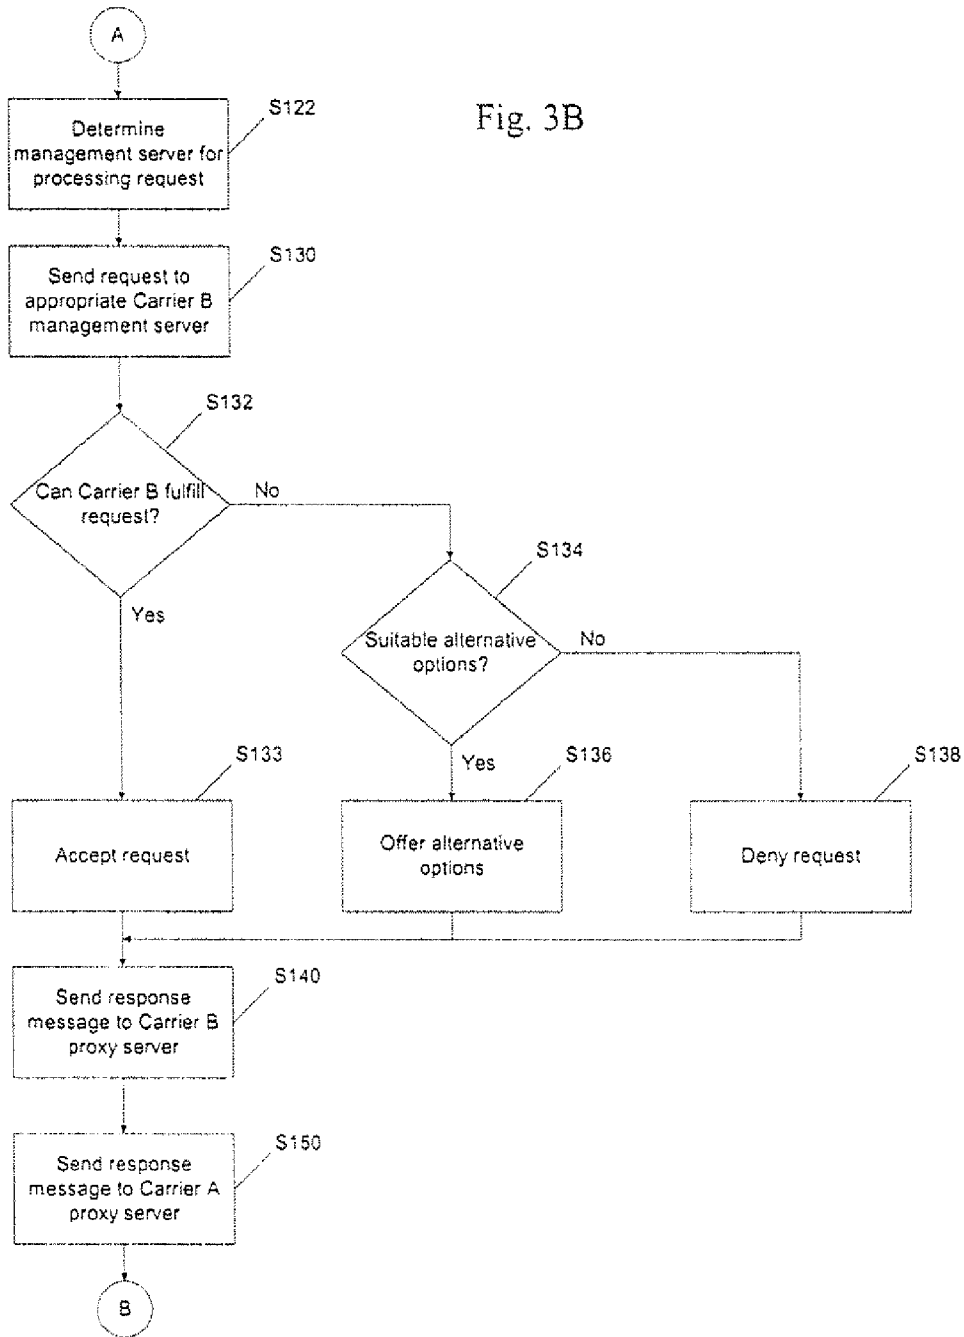 A
S122
Fig. 3B
Determine
management server for
processing request
S130
Send request to
appropriate Carrier B
management server
S132
Can Carrier B fulfill
request?
No
S134
Yes
Suitable alternative
options?
No
S133
Yes
S136
S138
Accept request
Offer alternative
options
Deny request
S140
Send response
message to Carrier B
proxy server
S150
Send response
message to Carrier A
proxy server
B